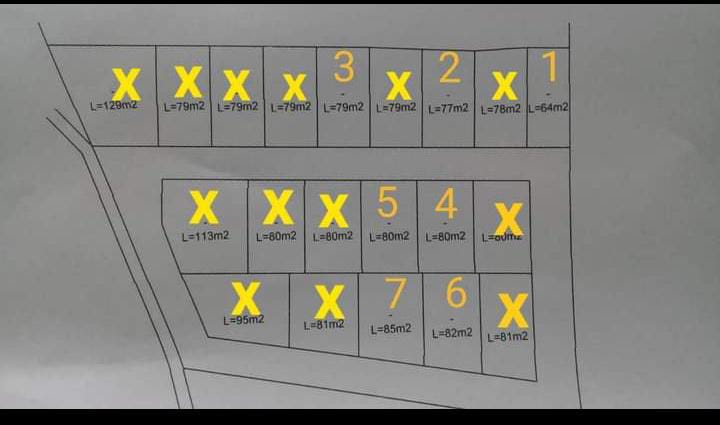 X X X X 3 X 2 X 1
L=129m2 L=79m2 L=79m2 L=79m2 L=79m2 L=79m2 L=77m2 L=78m2 L=64m2
X X X 5 4 X
L=113m2 L=80m2 L=80m2 L=80m2 L=80m2
X X 7 6 X
L=95m2 L=81m2 L=85m2 L=82m2 L=81m2